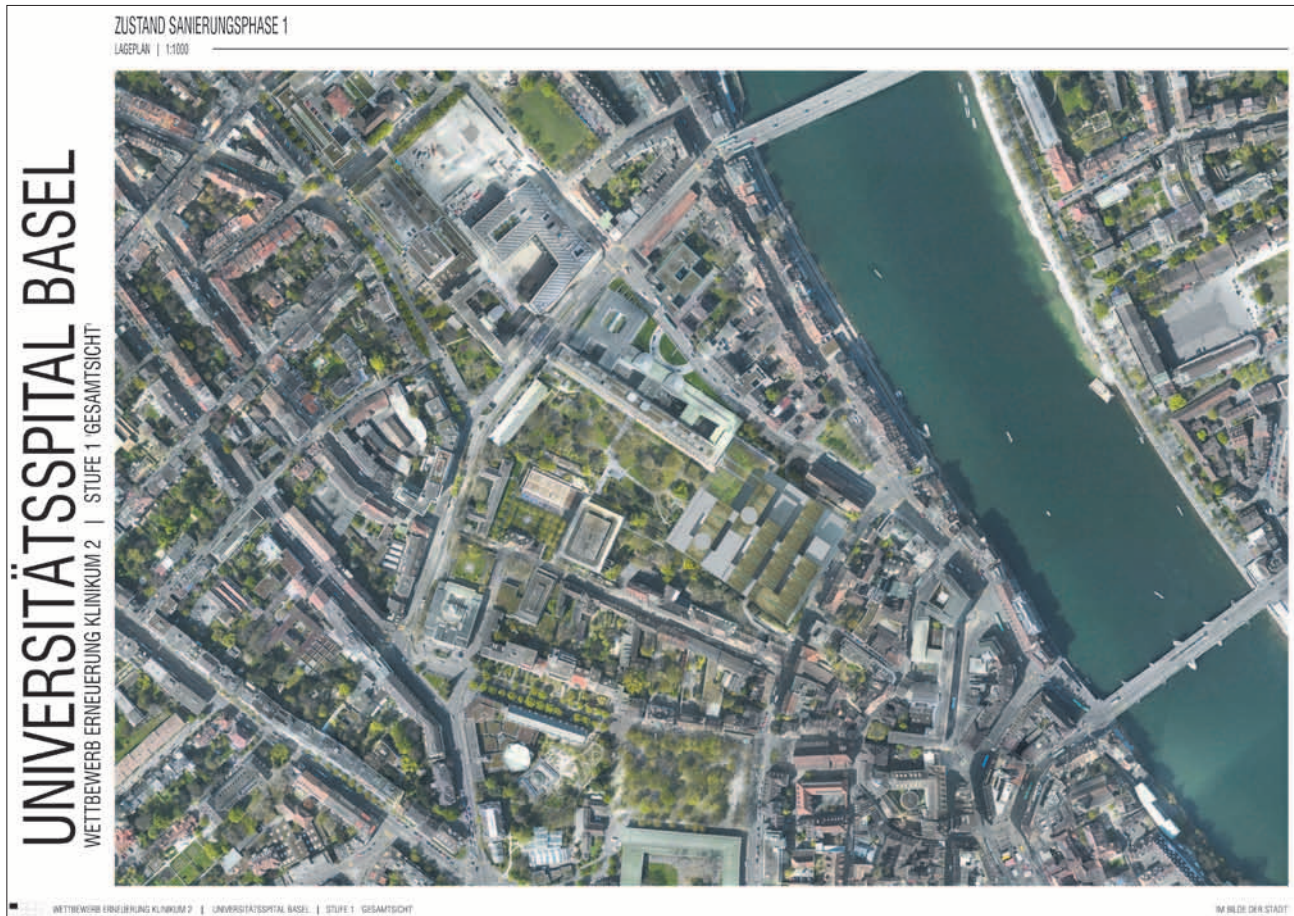 ZUSTAND SANIERUNGSPHASE 1
LAGEPLAN | 1:1000
UNIVERSITÄTSSPITAL BASEL
WETTBEWERB ERNEUERUNG KLINIKUM 2 | STUFE 1 'GESAMTSICHT'
WETTBEWERB ERNEUERUNG KLINIKUM 2 | UNIVERSITÄTSSPITAL BASEL | STUFE 1 'GESAMTSICHT'
IM BILDE DER STADT